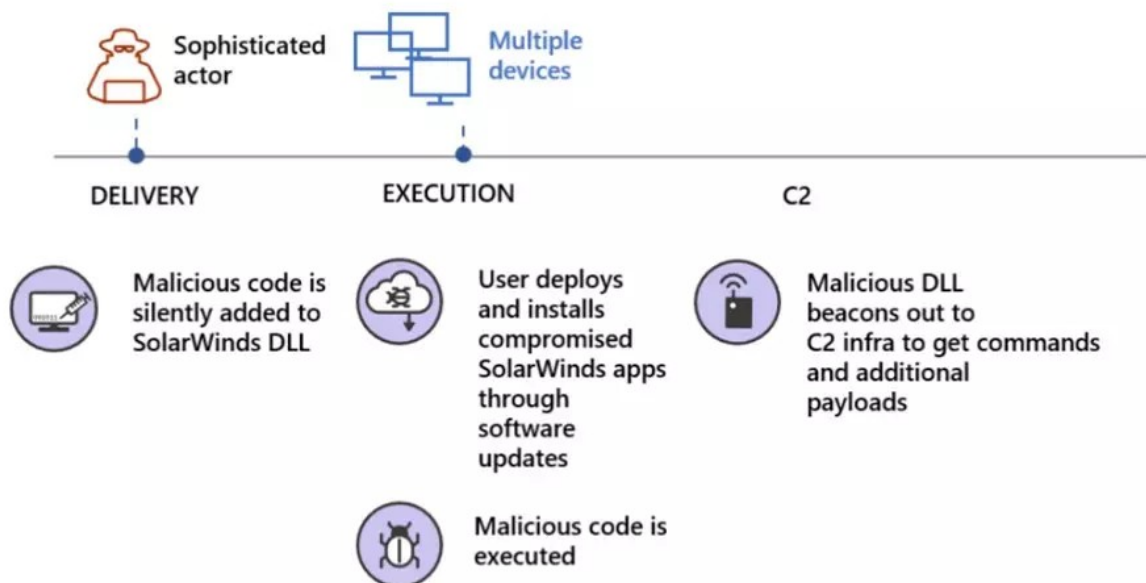 Sophisticated
actor
Multiple
devices
DELIVERY
EXECUTION
C2
Malicious code is
silently added to
SolarWinds DLL
User deploys
and installs
compromised
SolarWinds apps
through
software
updates
Malicious DLL
beacons out to
C2 infra to get commands
and additional
payloads
Malicious code is
executed